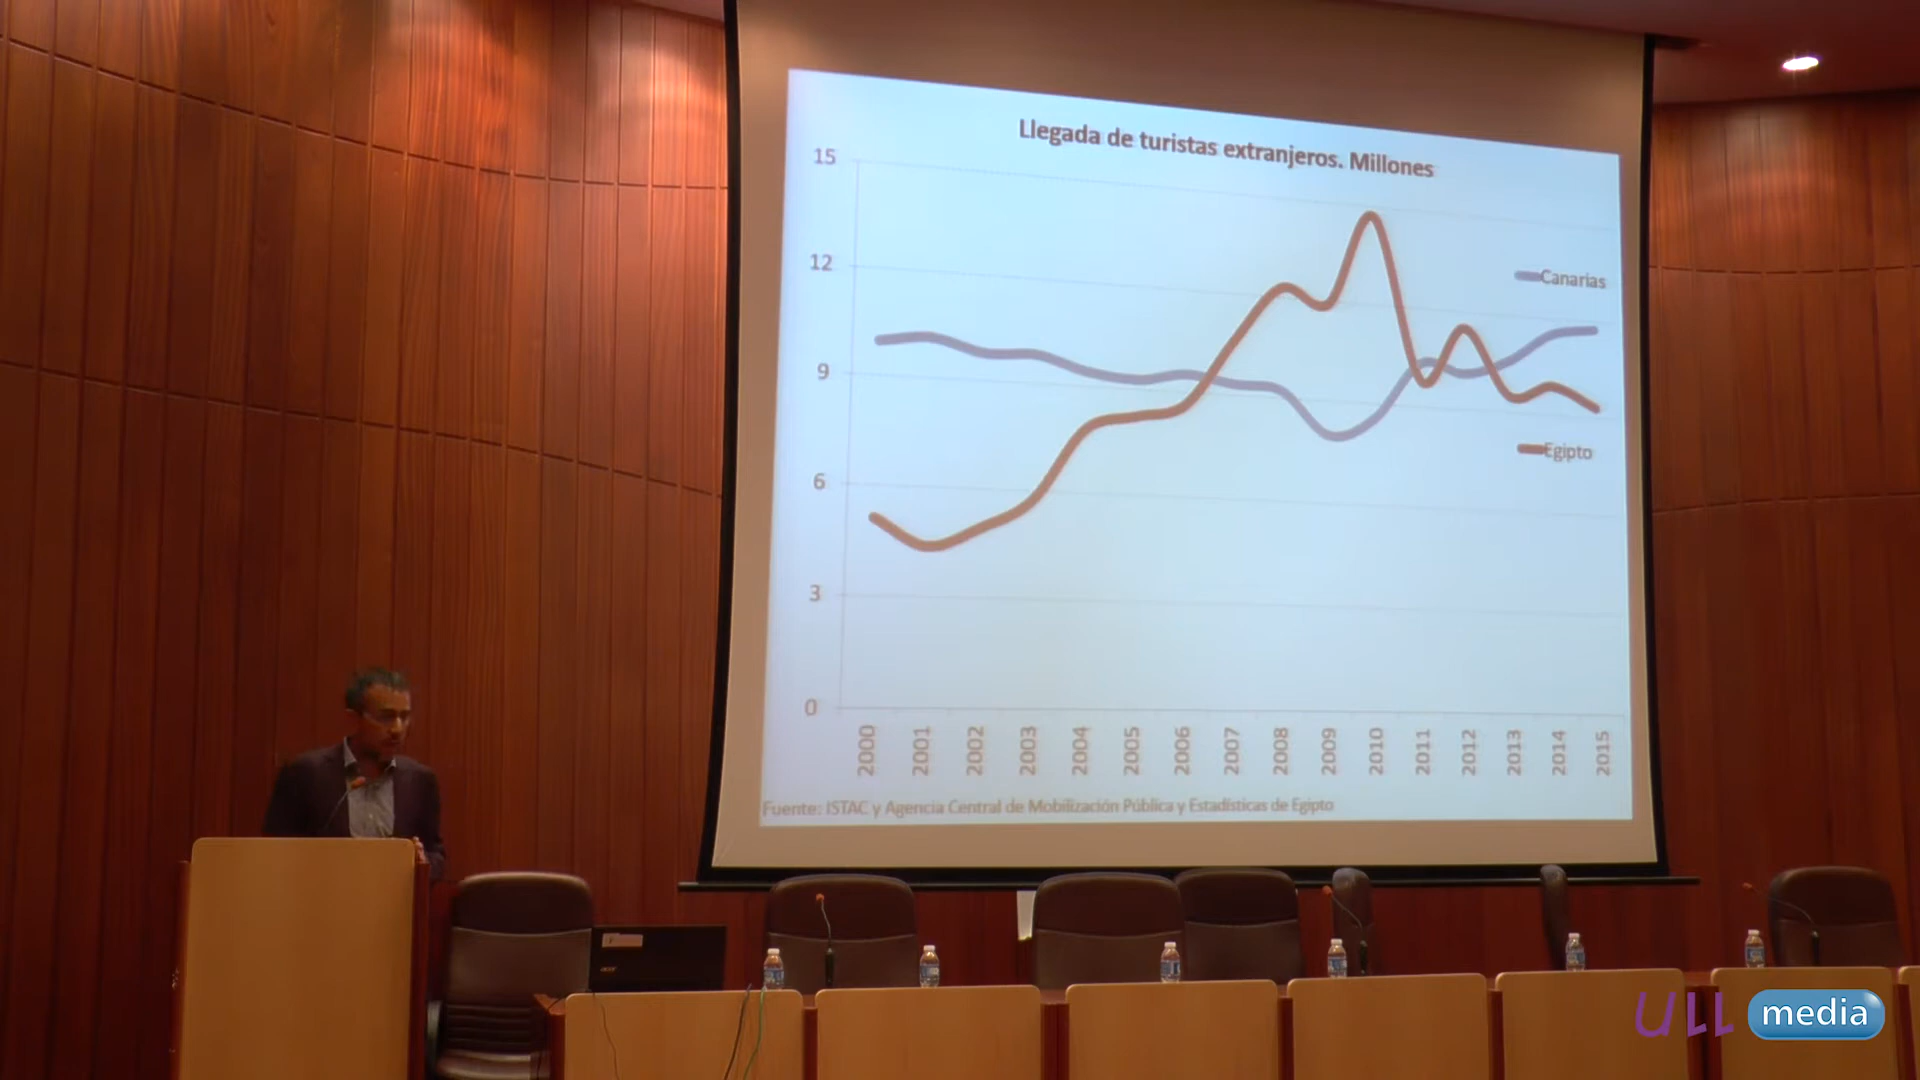 Llegada de turistas extranjeros. Millones
15
12
9
6
3
0
Canarias
Egipto
2000 2001 2002 2003 2004 2005 2006 2007 2008 2009 2010 2011 2012 2013 2014 2015
Fuente: ISTAC y Agencia Central de Mobilización Pública y Estadísticas de Egipto
acer
ULL media